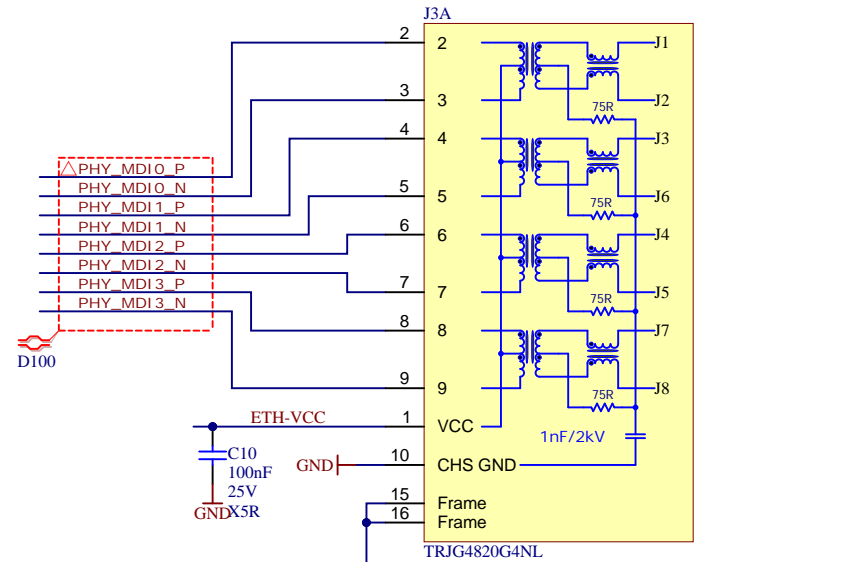 J3A
2 2 J1
75R
3 3 J2
4 4 J3
PHY_MDI0_P
PHY_MDI0_N
75R
5 5 J6
PHY_MDI1_P
PHY_MDI1_N
6 6 J4
PHY_MDI2_P
PHY_MDI2_N
75R
7 7 J5
PHY_MDI3_P
PHY_MDI3_N
8 8 J7
D100
75R
9 9 J8
ETH-VCC 1 VCC
1nF/2kV
C10
GND 10 CHS GND
100nF
25V
15 Frame
GND X5R
16 Frame
TRJG4820G4NL